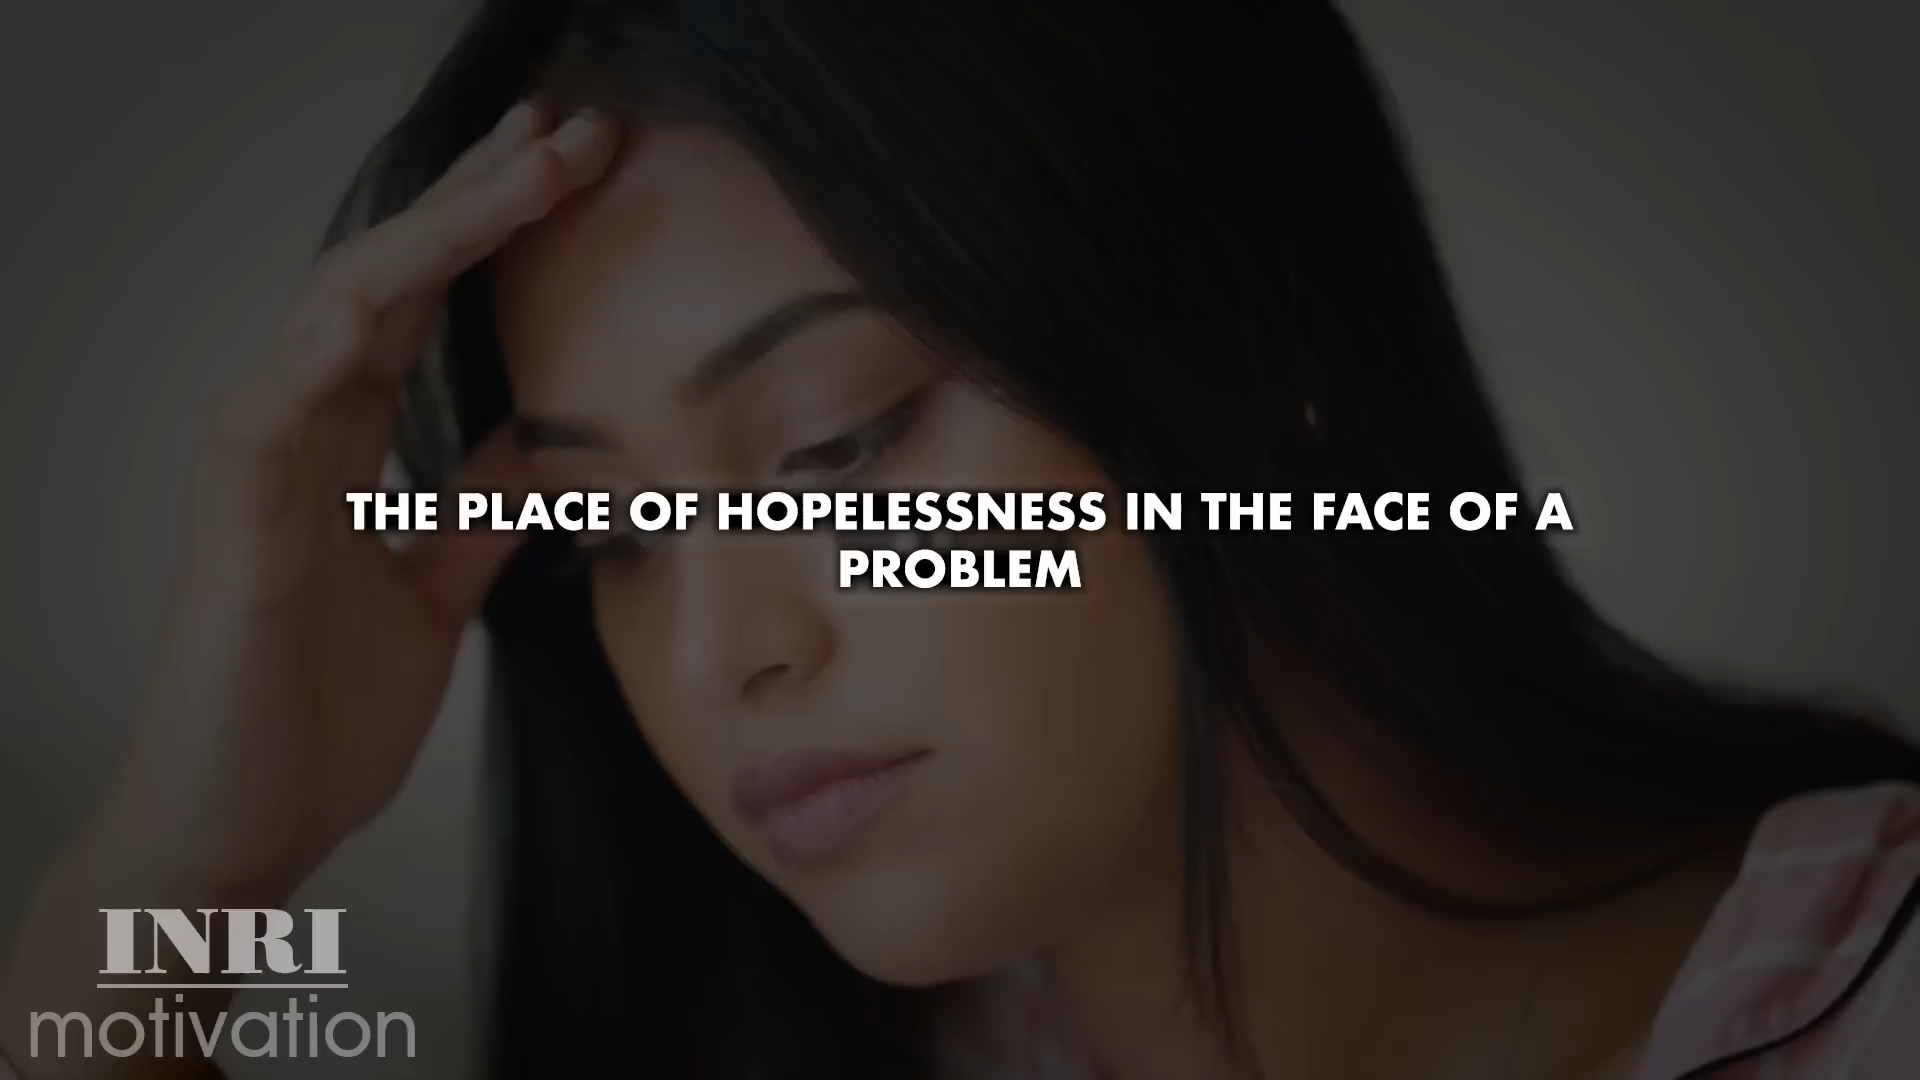 THE PLACE OF HOPELESSNESS IN THE FACE OF A
PROBLEM
INRI
motivation